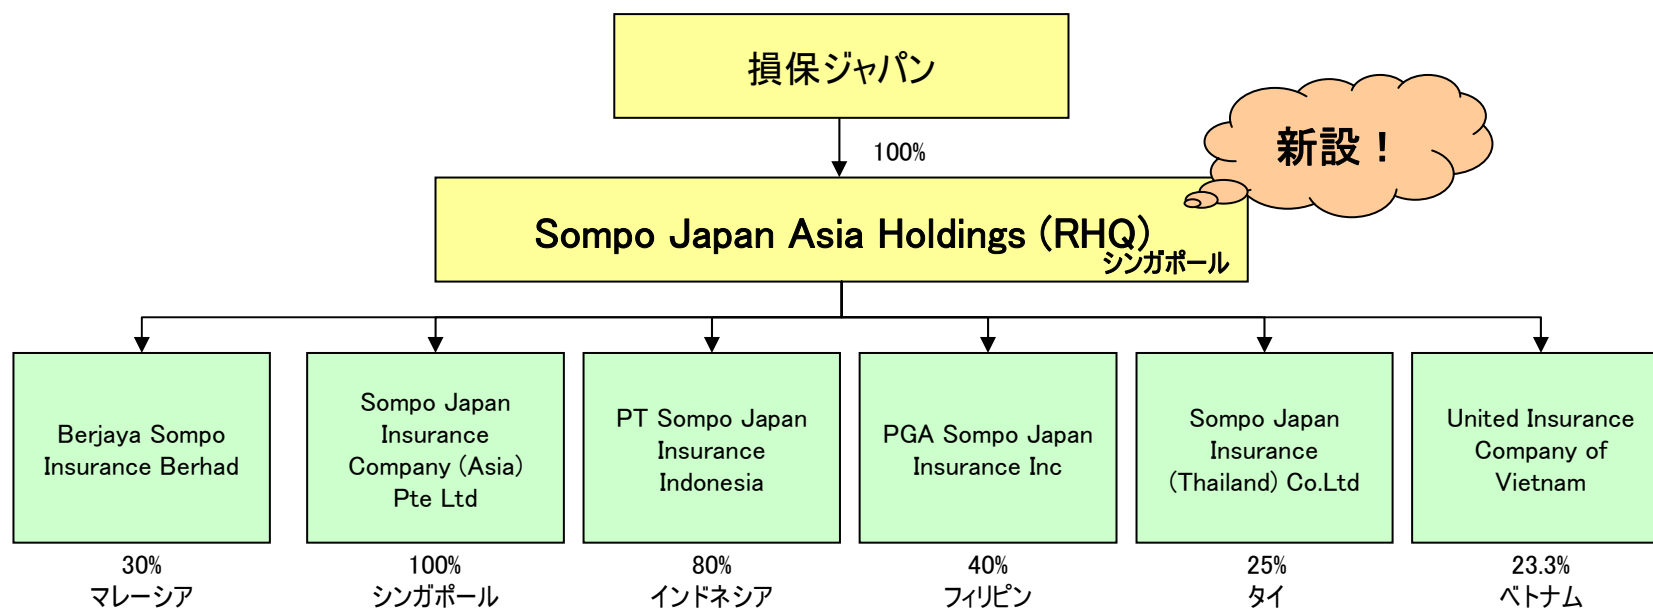 損保ジャパン
新設！
100%
Sompo Japan Asia Holdings (RHQ)
シンガポール
Berjaya Sompo
Insurance Berhad
Sompo Japan
Insurance
Company (Asia)
Pte Ltd
PT Sompo Japan
Insurance
Indonesia
PGA Sompo Japan
Insurance Inc
Sompo Japan
Insurance
(Thailand) Co.Ltd
United Insurance
Company of
Vietnam
30%
マレーシア
100%
シンガポール
80%
インドネシア
40%
フィリピン
25%
タイ
23.3%
ベトナム